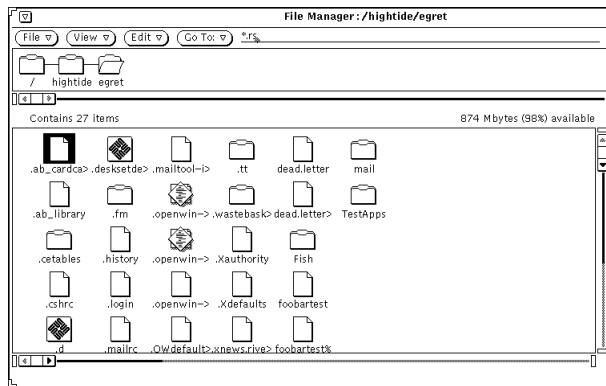 File Manager : /hightide/egret
File View Edit Go To: *.rs
/ hightide egret
Contains 27 items 874 Mbytes (98%) available
.ab_cardca> .desksetde> .mailtool-i> .tt dead.letter mail
.ab_library .fm .openwin-> .wastebask> dead.letter> TestApps
.cetables .history .openwin-> .Xauthority Fish
.cshrc .login .openwin-> .Xdefaults foobartest
.d .mailrc .OWdefault> .xnews.rive> foobartest%